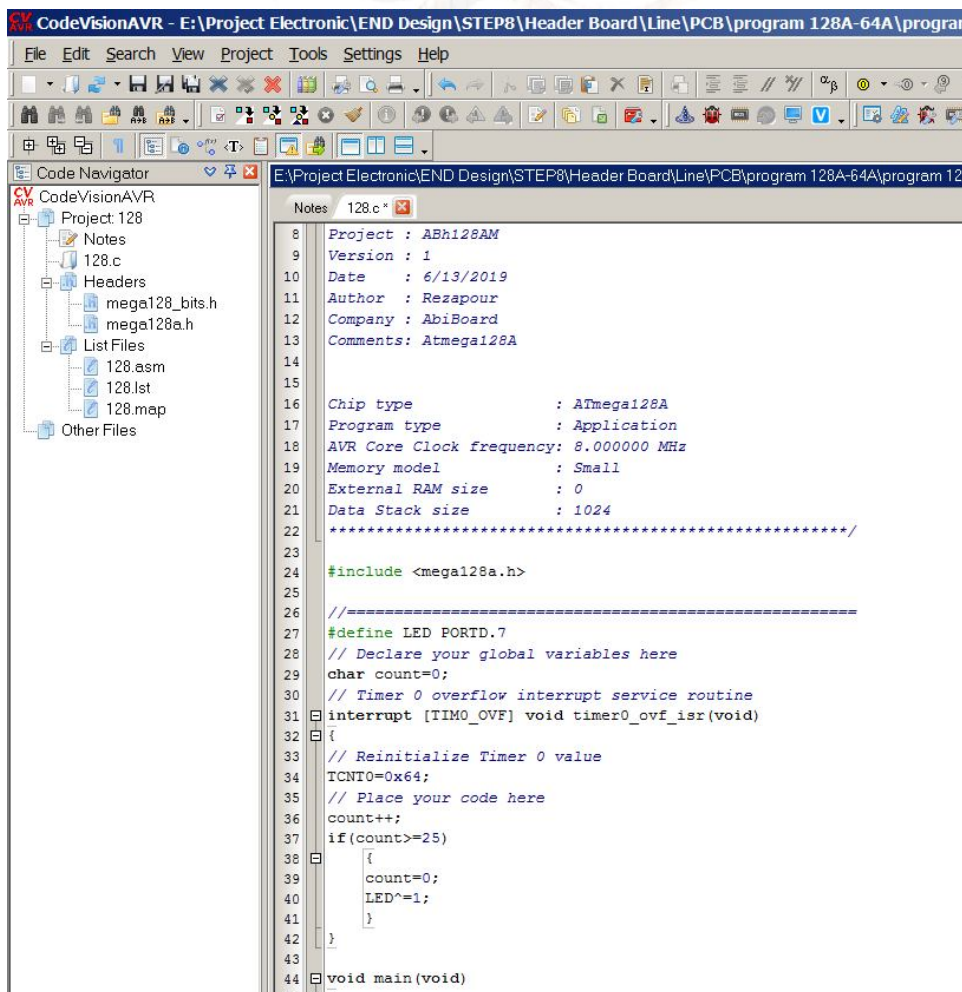 CodeVisionAVR - E:\Project Electronic\END Design\STEP8\Header Board\Line\PCB\program 128A-64A\program
File Edit Search View Project Tools Settings Help
Code Navigator
E:\Project Electronic\END Design\STEP8\Header Board\Line\PCB\program 128A-64A\program 12
CodeVisionAVR
Project: 128
Notes
128.c
Headers
mega128_bits.h
mega128a.h
List Files
128.asm
128.lst
128.map
Other Files
Notes 128.c *
8 Project : ABh128AM
9 Version : 1
10 Date    : 6/13/2019
11 Author  : Rezapour
12 Company : AbiBoard
13 Comments: Atmega128A
14
15
16 Chip type               : ATmega128A
17 Program type            : Application
18 AVR Core Clock frequency: 8.000000 MHz
19 Memory model            : Small
20 External RAM size       : 0
21 Data Stack size         : 1024
22 *******************************************************/
23
24 #include <mega128a.h>
25
26 //======================================================
27 #define LED PORTD.7
28 // Declare your global variables here
29 char count=0;
30 // Timer 0 overflow interrupt service routine
31 interrupt [TIM0_OVF] void timer0_ovf_isr(void)
32 {
33 // Reinitialize Timer 0 value
34 TCNT0=0x64;
35 // Place your code here
36 count++;
37 if(count>=25)
38     {
39     count=0;
40     LED^=1;
41     }
42 }
43
44 void main(void)